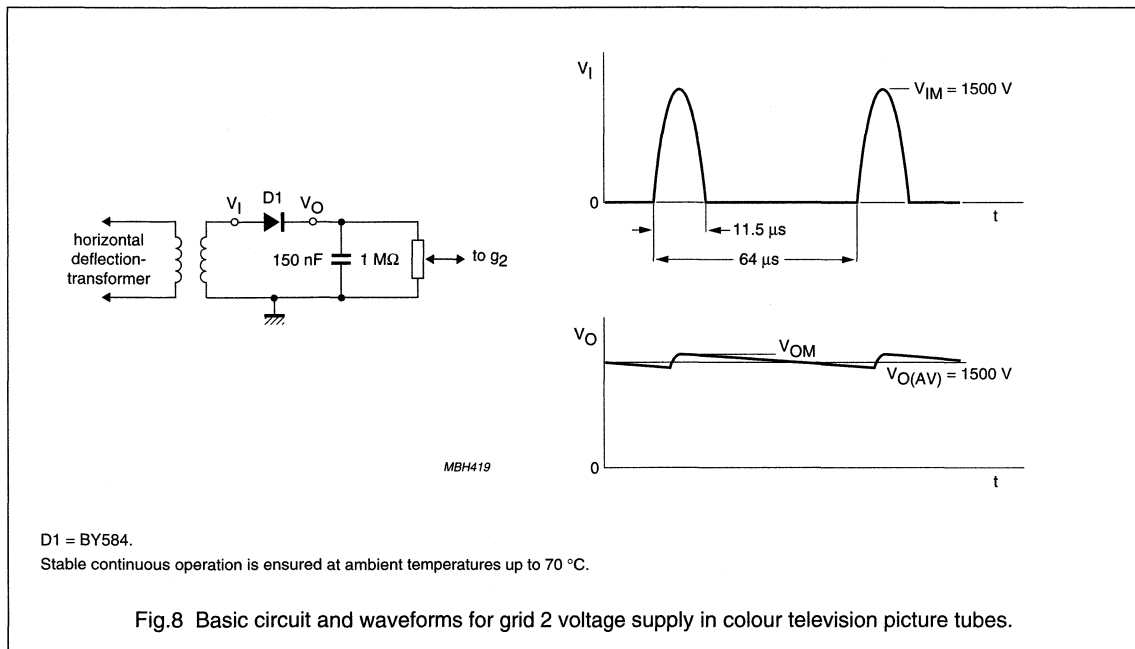 horizontal
deflection-
transformer
V_I
D1
V_O
150 nF
1 MΩ
to g₂
V_I
V_IM = 1500 V
0
t
11.5 μs
64 μs
V_O
V_OM
V_O(AV) = 1500 V
0
t
MBH419
D1 = BY584.
Stable continuous operation is ensured at ambient temperatures up to 70 °C.
Fig.8 Basic circuit and waveforms for grid 2 voltage supply in colour television picture tubes.